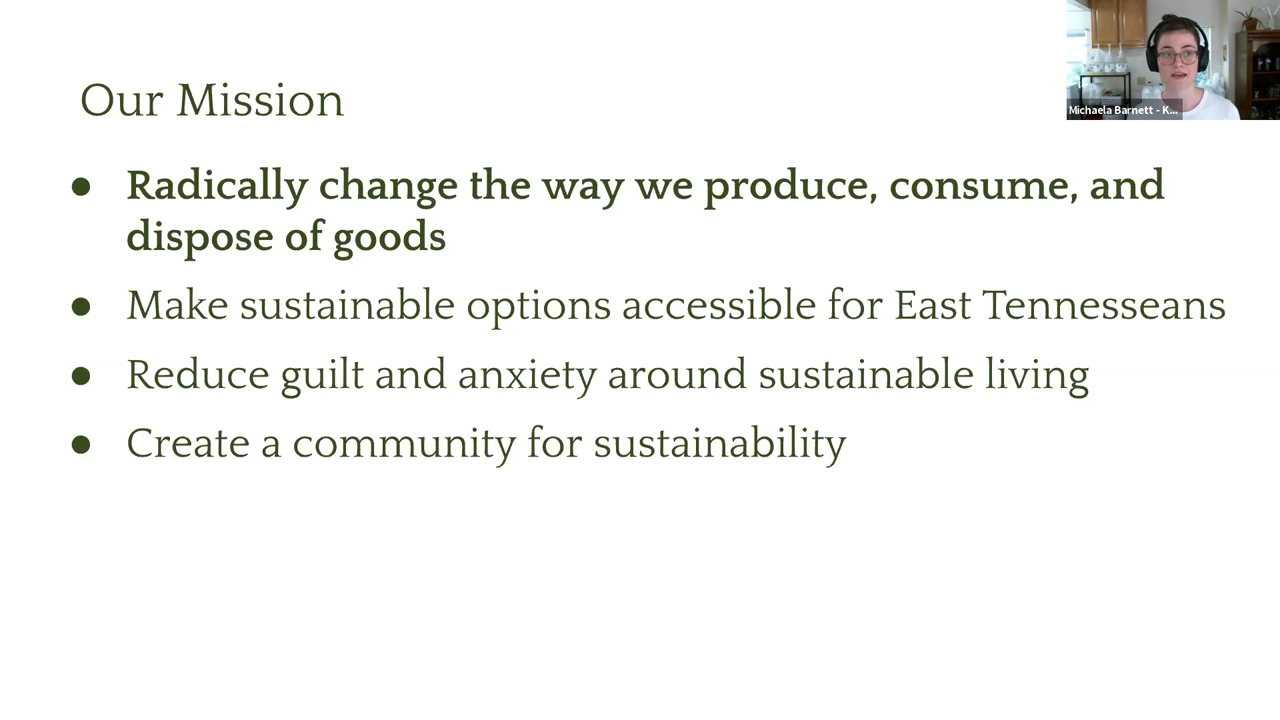 Our Mission
● Radically change the way we produce, consume, and
dispose of goods
● Make sustainable options accessible for East Tennesseans
● Reduce guilt and anxiety around sustainable living
● Create a community for sustainability
Michaela Barnett - K...